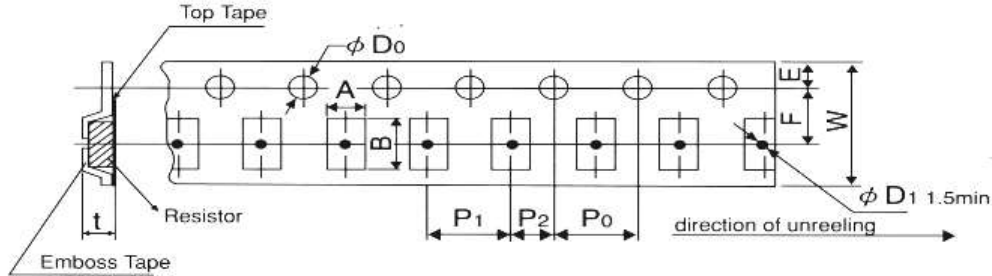 Top Tape
ϕ D0
A
B
E
F
W
t
Resistor
Emboss Tape
P1
P2
P0
ϕ D1 1.5min
direction of unreeling